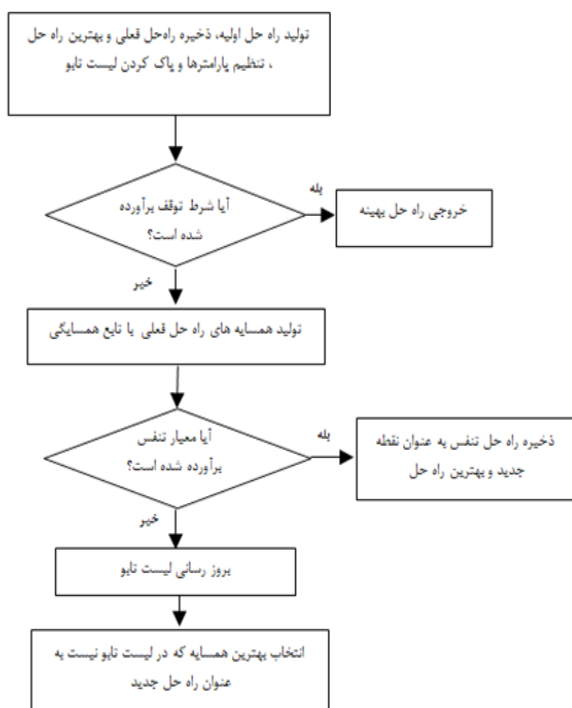 تولید راه حل اولیه، ذخیره راه‌حل فعلی و بهترین راه حل
، تنظیم پارامترها و پاک کردن لیست تابو
آیا شرط توقف برآورده
شده است؟
بله
خروجی راه حل بهینه
خیر
تولید همسایه های راه حل فعلی با تابع همسایگی
آیا معیار تنفس
برآورده شده است؟
بله
ذخیره راه حل تنفس به عنوان نقطه
جدید و بهترین راه حل
خیر
بروز رسانی لیست تابو
انتخاب بهترین همسایه که در لیست تابو نیست به
عنوان راه حل جدید